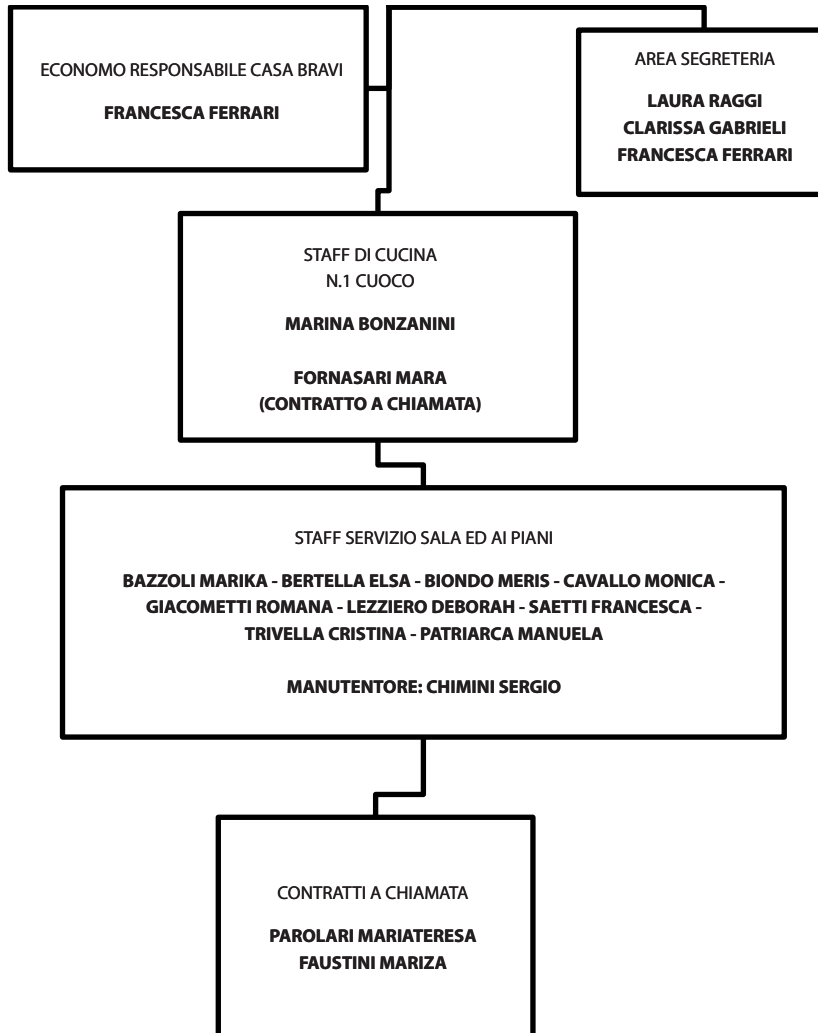 ECONOMO RESPONSABILE CASA BRAVI
FRANCESCA FERRARI
AREA SEGRETERIA
LAURA RAGGI
CLARISSA GABRIELI
FRANCESCA FERRARI
STAFF DI CUCINA
N.1 CUOCO
MARINA BONZANINI
FORNASARI MARA
(CONTRATTO A CHIAMATA)
STAFF SERVIZIO SALA ED AI PIANI
BAZZOLI MARIKA - BERTELLA ELSA - BIONDO MERIS - CAVALLO MONICA -
GIACOMETTI ROMANA - LEZZIERO DEBORAH - SAETTI FRANCESCA -
TRIVELLA CRISTINA - PATRIARCA MANUELA
MANUTENTORE: CHIMINI SERGIO
CONTRATTI A CHIAMATA
PAROLARI MARIATERESA
FAUSTINI MARIZA